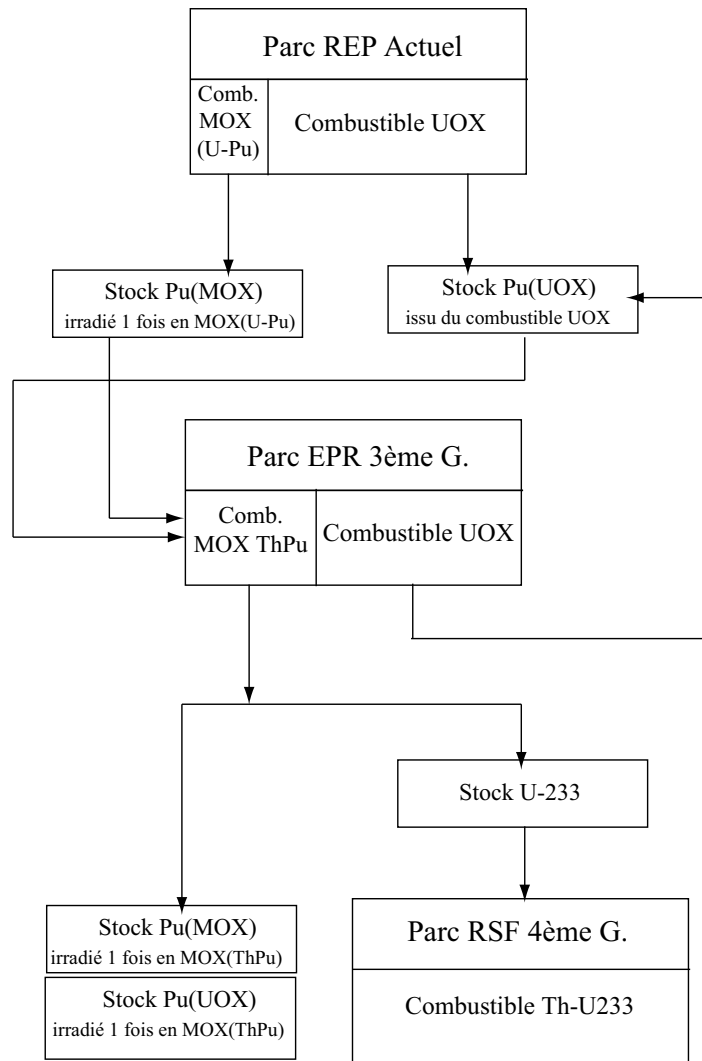 Parc REP Actuel
Comb.
MOX
(U-Pu)
Combustible UOX
Stock Pu(MOX)
irradié 1 fois en MOX(U-Pu)
Stock Pu(UOX)
issu du combustible UOX
Parc EPR 3ème G.
Comb.
MOX ThPu
Combustible UOX
Stock U-233
Stock Pu(MOX)
irradié 1 fois en MOX(ThPu)
Stock Pu(UOX)
irradié 1 fois en MOX(ThPu)
Parc RSF 4ème G.
Combustible Th-U233